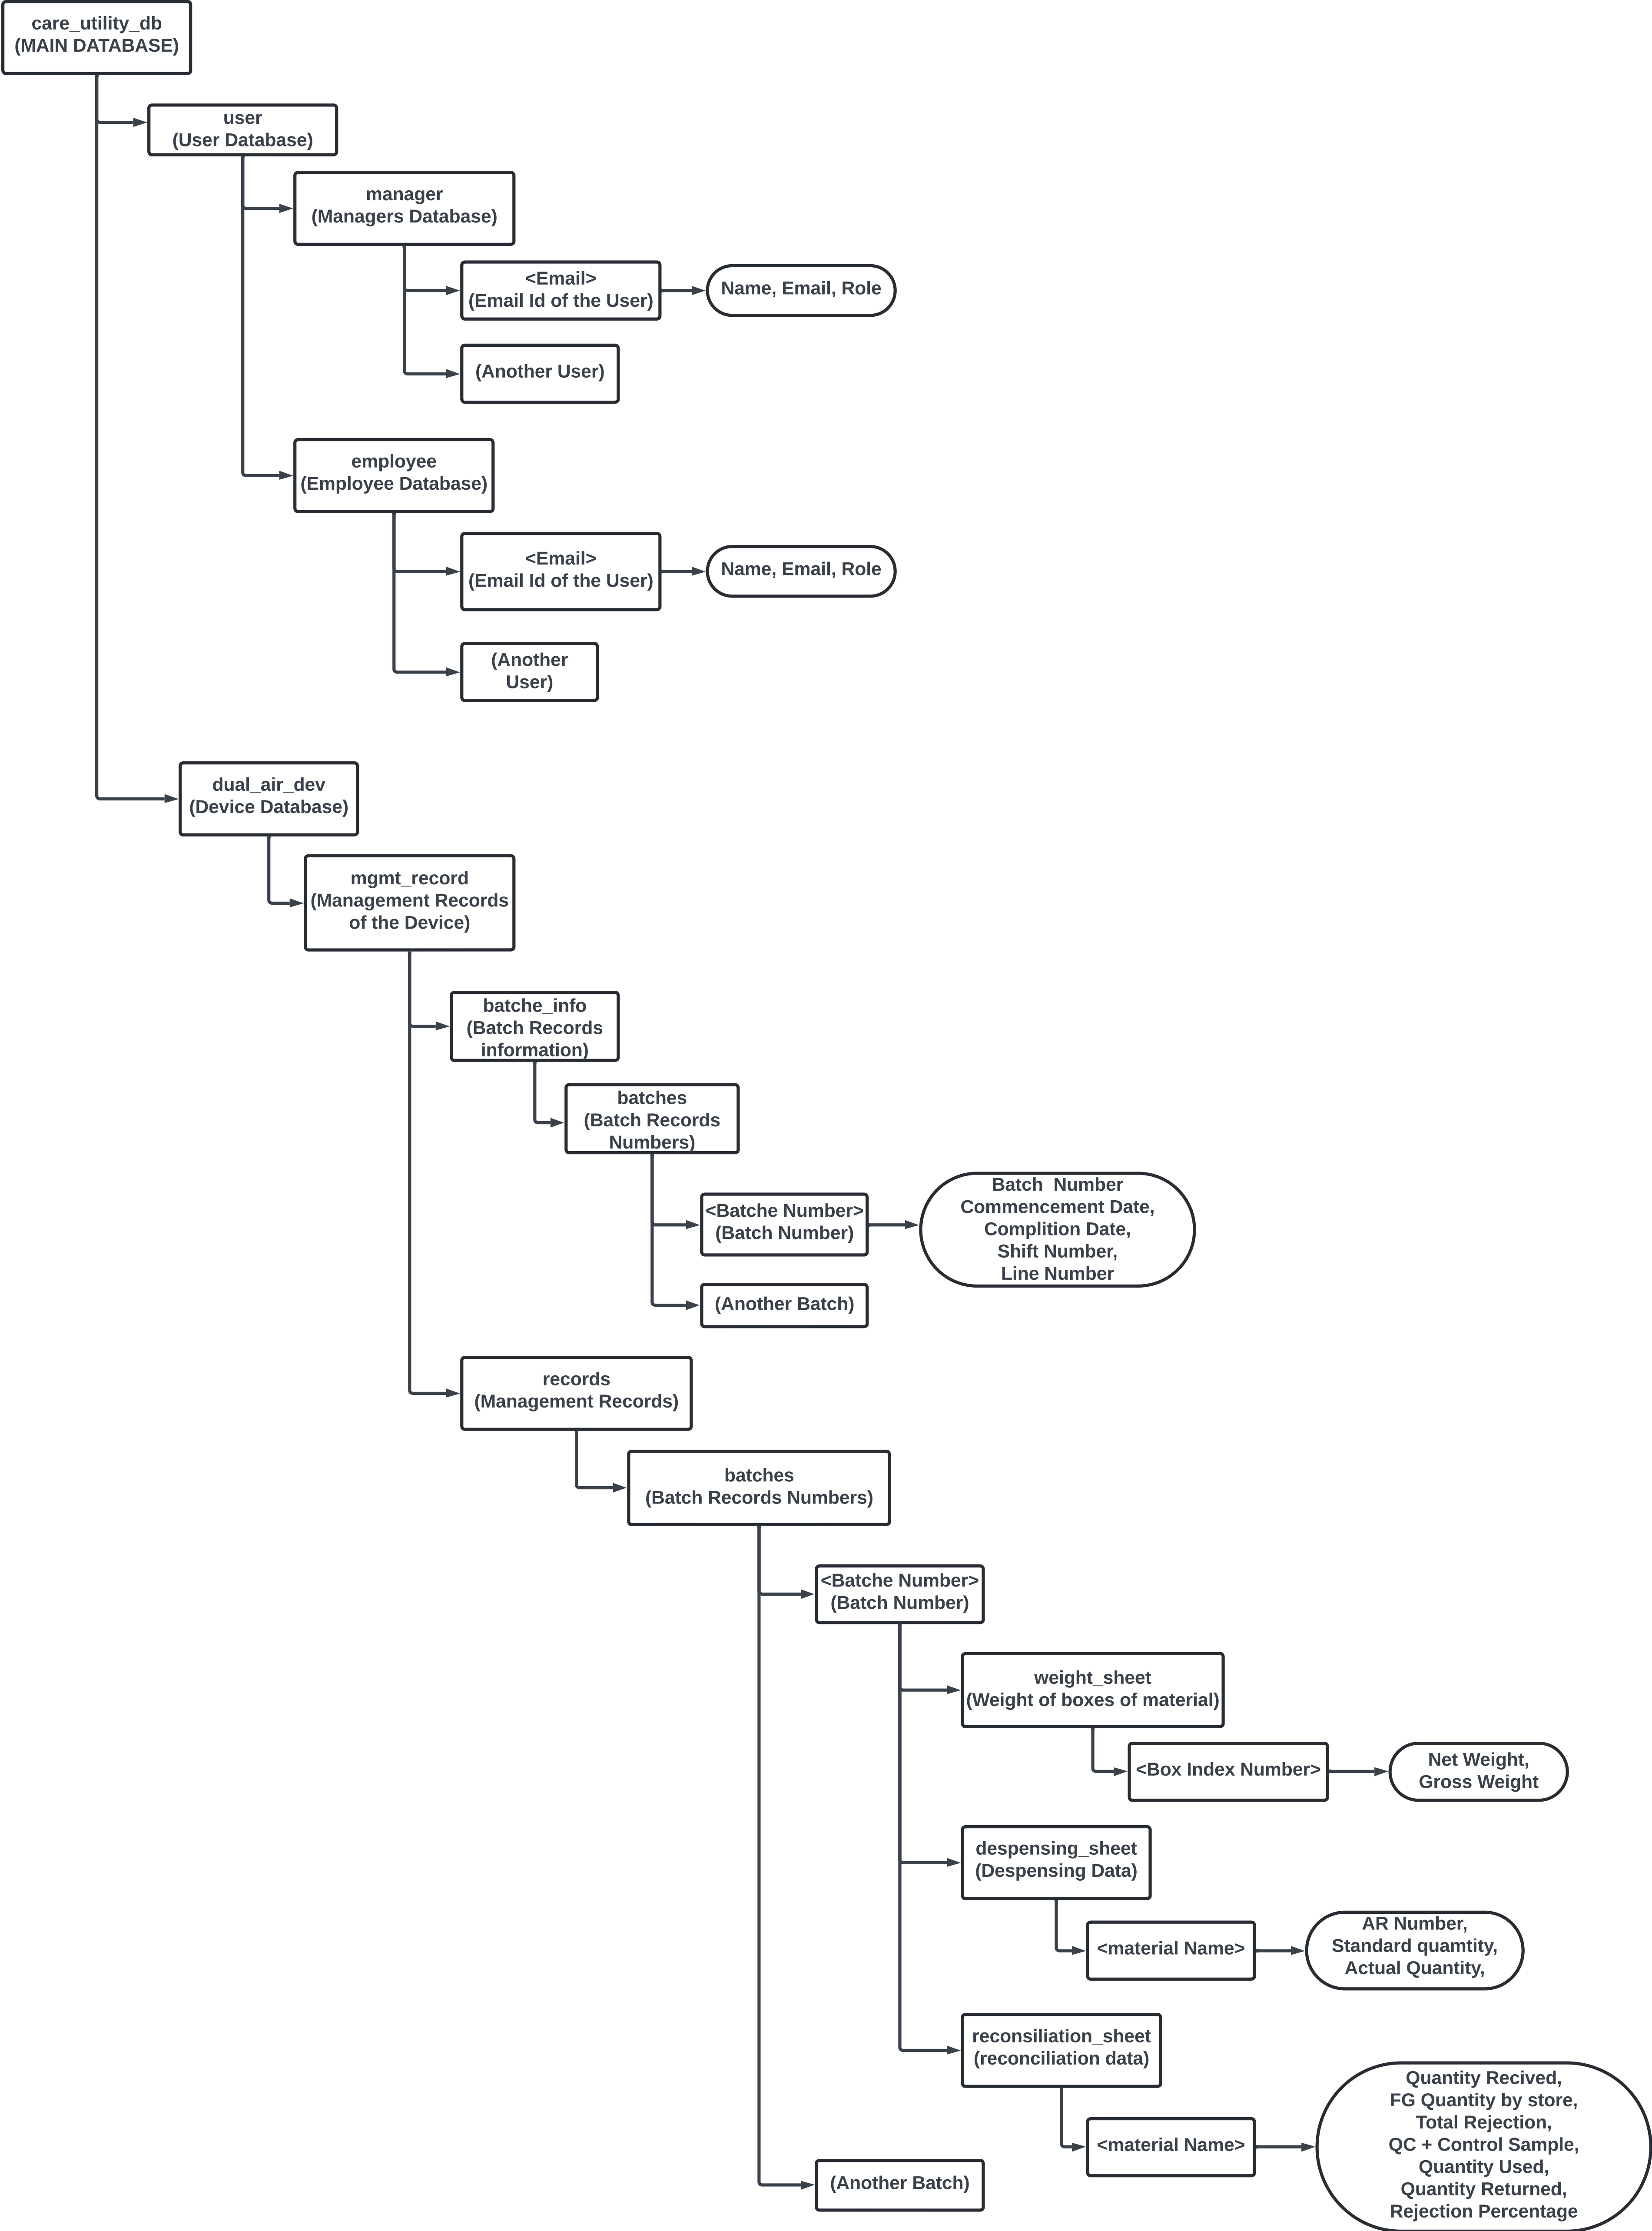 care_utility_db
(MAIN DATABASE)
user
(User Database)
manager
(Managers Database)
<Email>
(Email Id of the User)
Name, Email, Role
(Another User)
employee
(Employee Database)
<Email>
(Email Id of the User)
Name, Email, Role
(Another
User)
dual_air_dev
(Device Database)
mgmt_record
(Management Records
of the Device)
batche_info
(Batch Records
information)
batches
(Batch Records
Numbers)
<Batche Number>
(Batch Number)
Batch  Number
Commencement Date,
Complition Date,
Shift Number,
Line Number
(Another Batch)
records
(Management Records)
batches
(Batch Records Numbers)
<Batche Number>
(Batch Number)
weight_sheet
(Weight of boxes of material)
<Box Index Number>
Net Weight,
Gross Weight
despensing_sheet
(Despensing Data)
<material Name>
AR Number,
Standard quamtity,
Actual Quantity,
reconsiliation_sheet
(reconciliation data)
<material Name>
Quantity Recived,
FG Quantity by store,
Total Rejection,
QC + Control Sample,
Quantity Used,
Quantity Returned,
Rejection Percentage
(Another Batch)